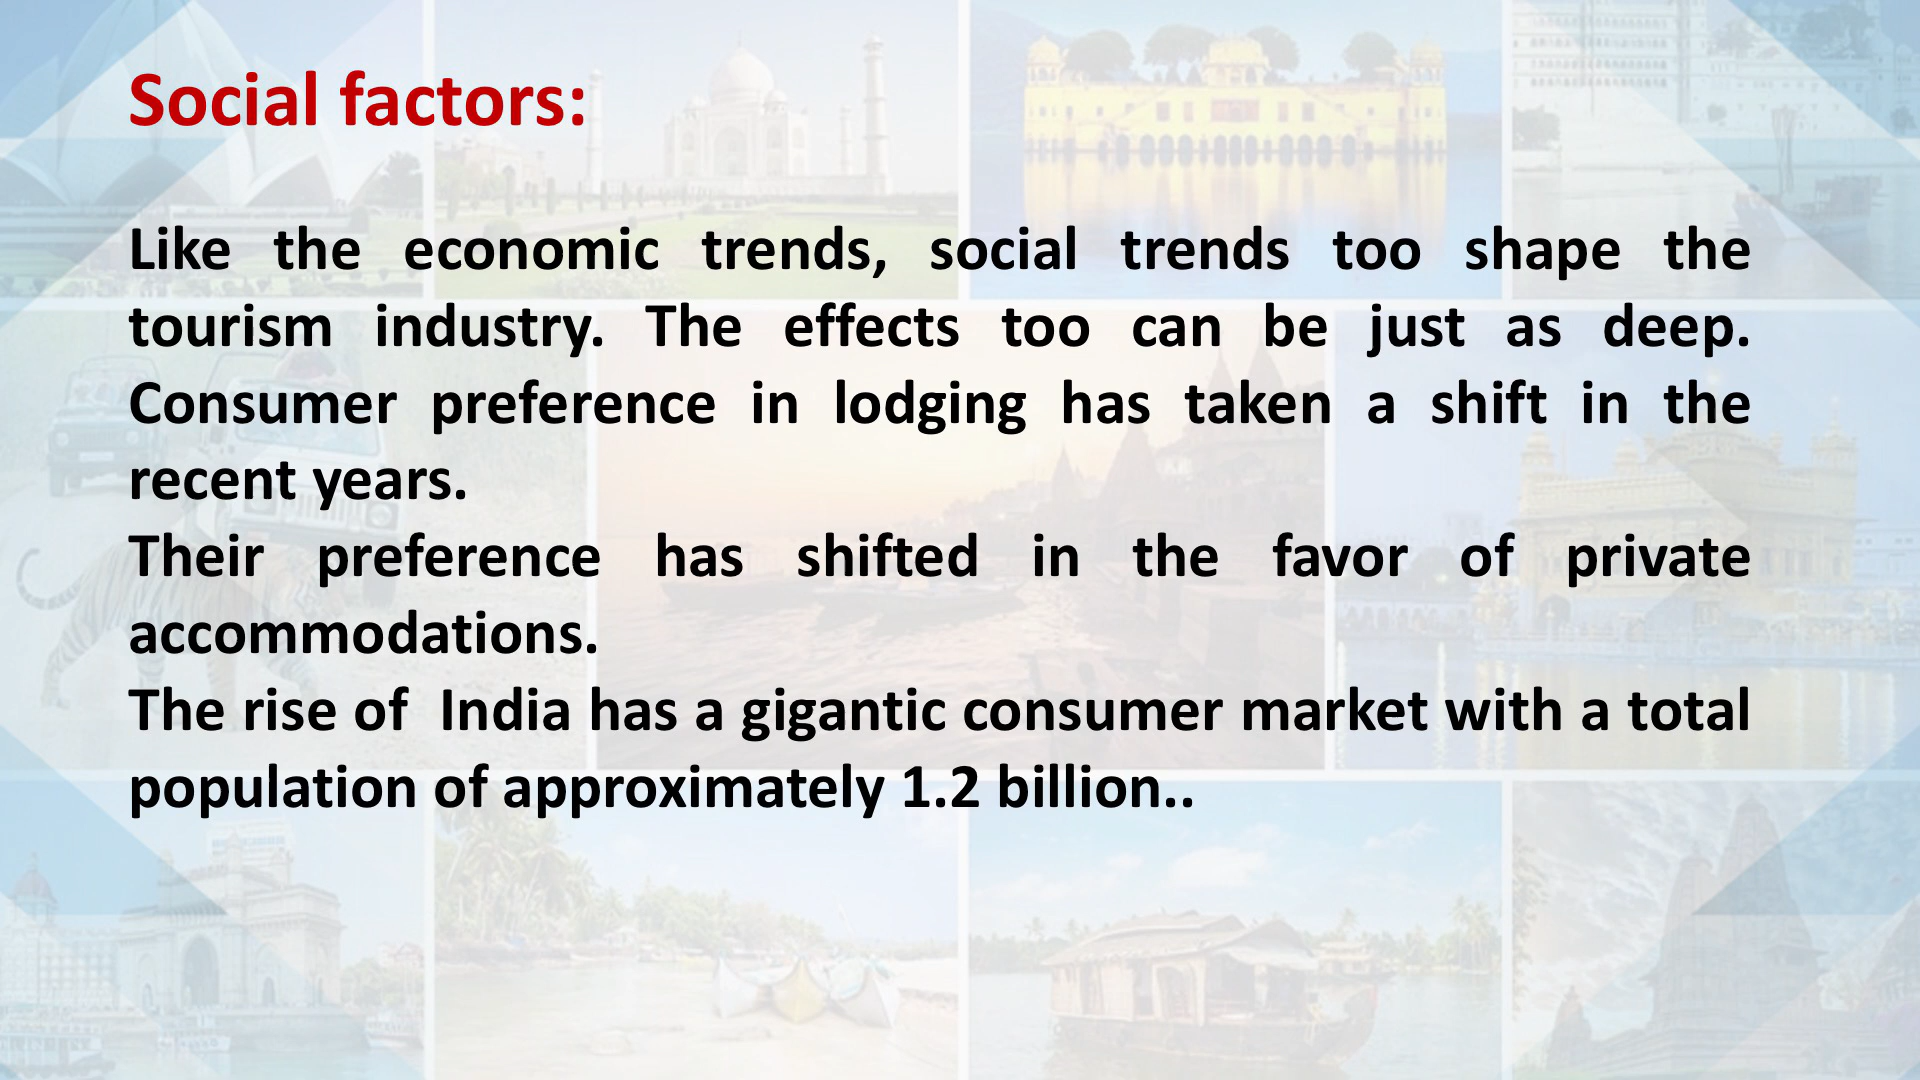 Social factors:
Like the economic trends, social trends too shape the
tourism industry. The effects too can be just as deep.
Consumer preference in lodging has taken a shift in the
recent years.
Their preference has shifted in the favor of private
accommodations.
The rise of  India has a gigantic consumer market with a total
population of approximately 1.2 billion..